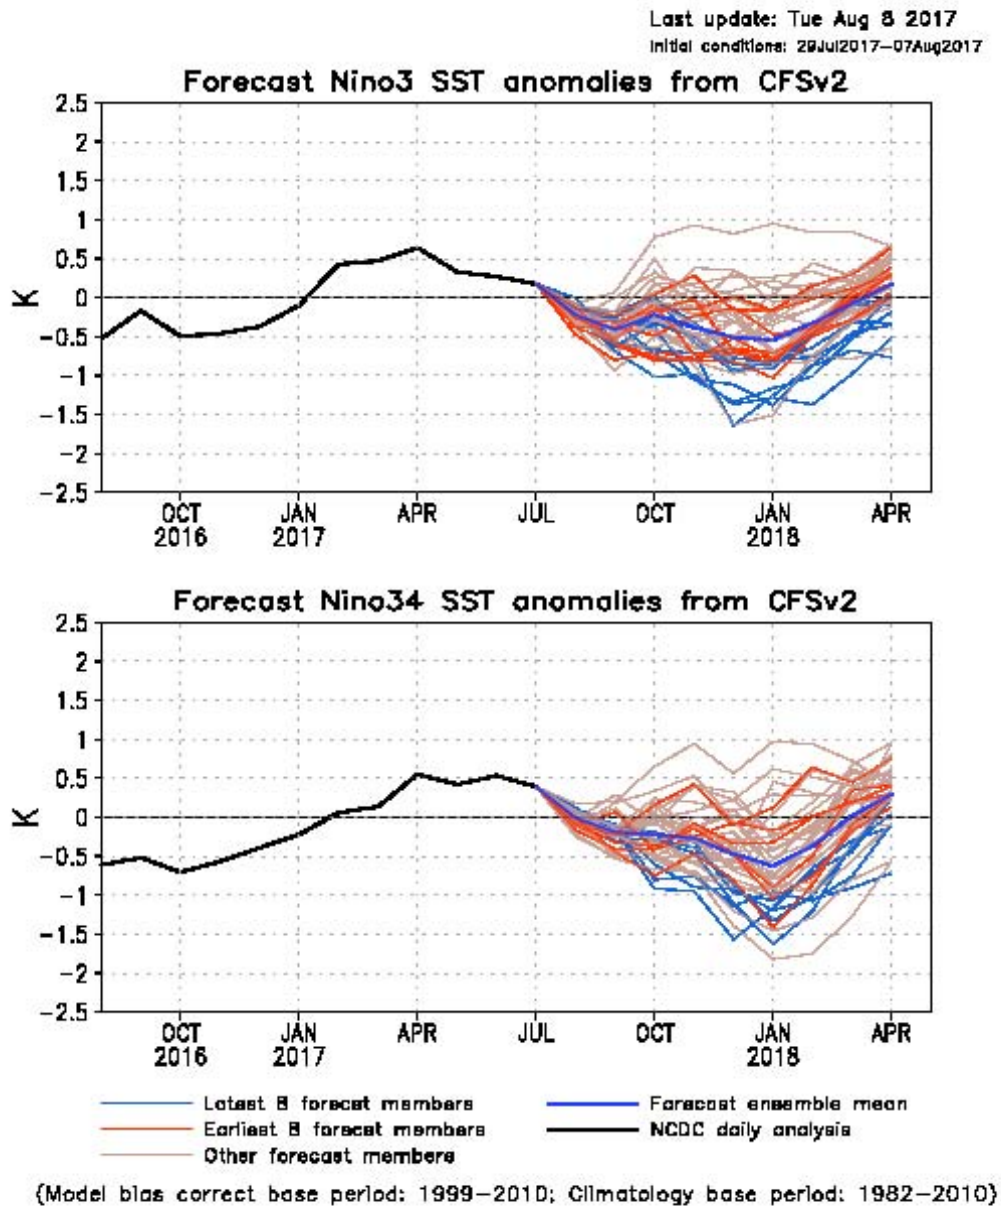 Last update: Tue Aug 8 2017
Initial conditions: 29Jul2017–07Aug2017
Forecast Nino3 SST anomalies from CFSv2
K
2.5
2
1.5
1
0.5
0
−0.5
−1
−1.5
−2
−2.5
OCT JAN APR JUL OCT JAN APR
2016 2017 2018
Forecast Nino34 SST anomalies from CFSv2
K
2.5
2
1.5
1
0.5
0
−0.5
−1
−1.5
−2
−2.5
OCT JAN APR JUL OCT JAN APR
2016 2017 2018
Latest 8 forecast members Forecast ensemble mean
Earliest 8 forecast members NCDC daily analysis
Other forecast members
(Model bias correct base period: 1999–2010; Climatology base period: 1982–2010)